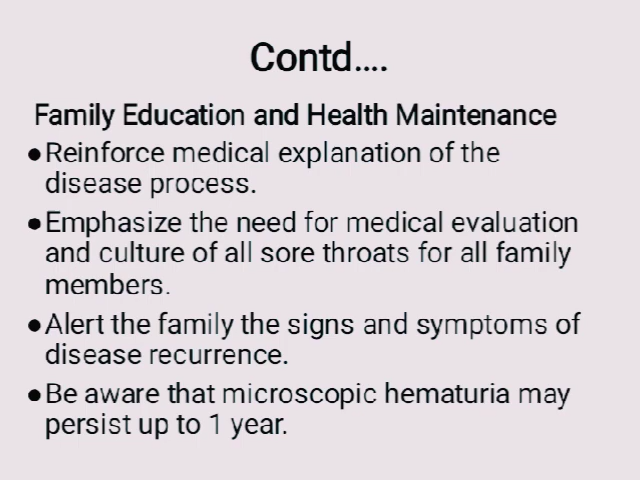 Contd....
Family Education and Health Maintenance
●Reinforce medical explanation of the
disease process.
●Emphasize the need for medical evaluation
and culture of all sore throats for all family
members.
●Alert the family the signs and symptoms of
disease recurrence.
●Be aware that microscopic hematuria may
persist up to 1 year.